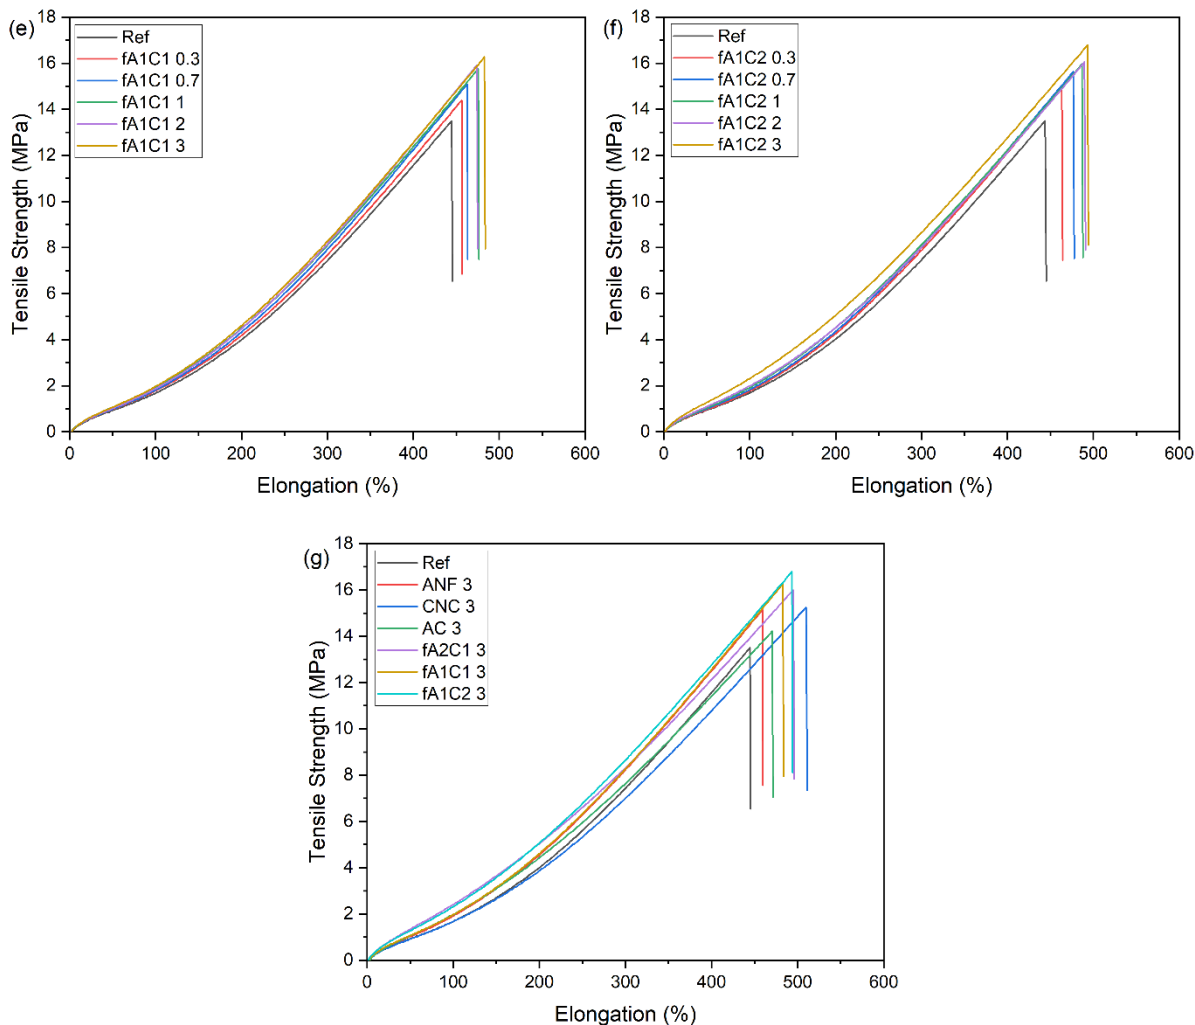 (e)
Ref
fA1C1 0.3
fA1C1 0.7
fA1C1 1
fA1C1 2
fA1C1 3
Tensile Strength (MPa)
18
16
14
12
10
8
6
4
2
0
0 100 200 300 400 500 600
Elongation (%)
(f)
Ref
fA1C2 0.3
fA1C2 0.7
fA1C2 1
fA1C2 2
fA1C2 3
Tensile Strength (MPa)
18
16
14
12
10
8
6
4
2
0
0 100 200 300 400 500 600
Elongation (%)
(g)
Ref
ANF 3
CNC 3
AC 3
fA2C1 3
fA1C1 3
fA1C2 3
Tensile Strength (MPa)
18
16
14
12
10
8
6
4
2
0
0 100 200 300 400 500 600
Elongation (%)